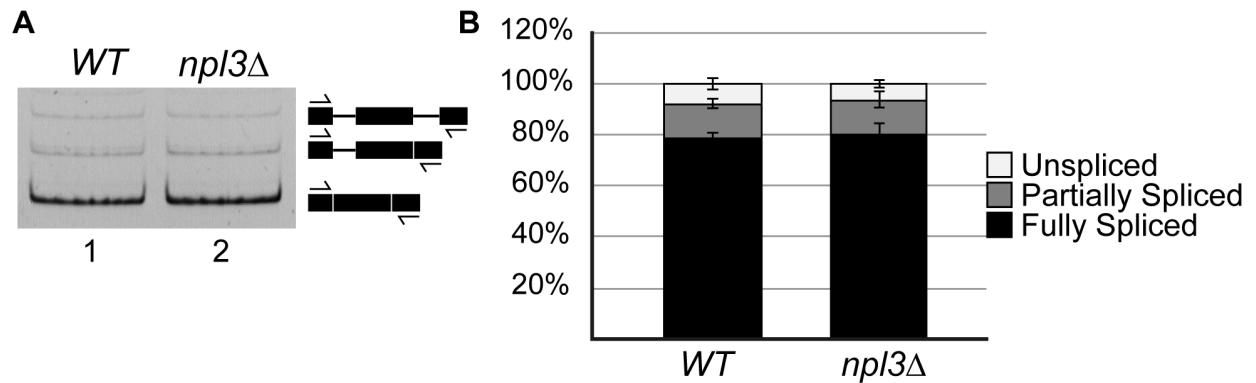 A
WT npl3Δ
1 2
B
120%
100%
80%
60%
40%
20%
WT npl3Δ
Unspliced
Partially Spliced
Fully Spliced